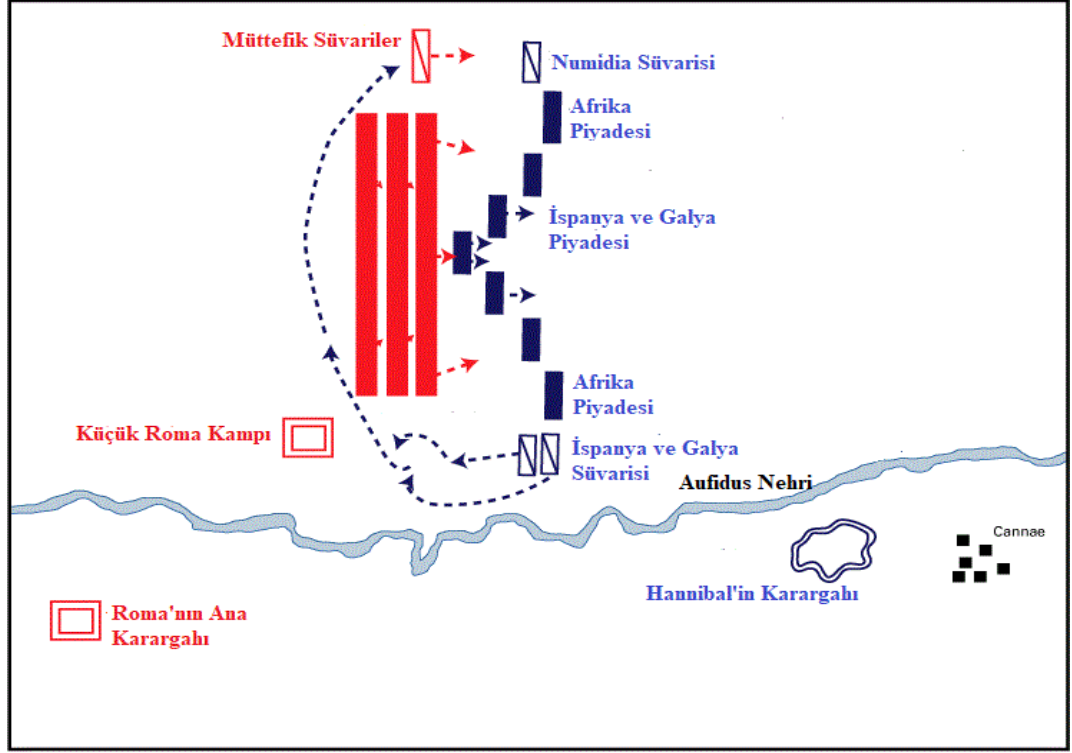 Müttefik Süvariler
Numidia Süvarisi
Afrika
Piyadesi
İspanya ve Galya
Piyadesi
Afrika
Piyadesi
Küçük Roma Kampı
İspanya ve Galya
Süvarisi
Aufidus Nehri
Cannae
Hannibal'in Karargahı
Roma'nın Ana
Karargahı